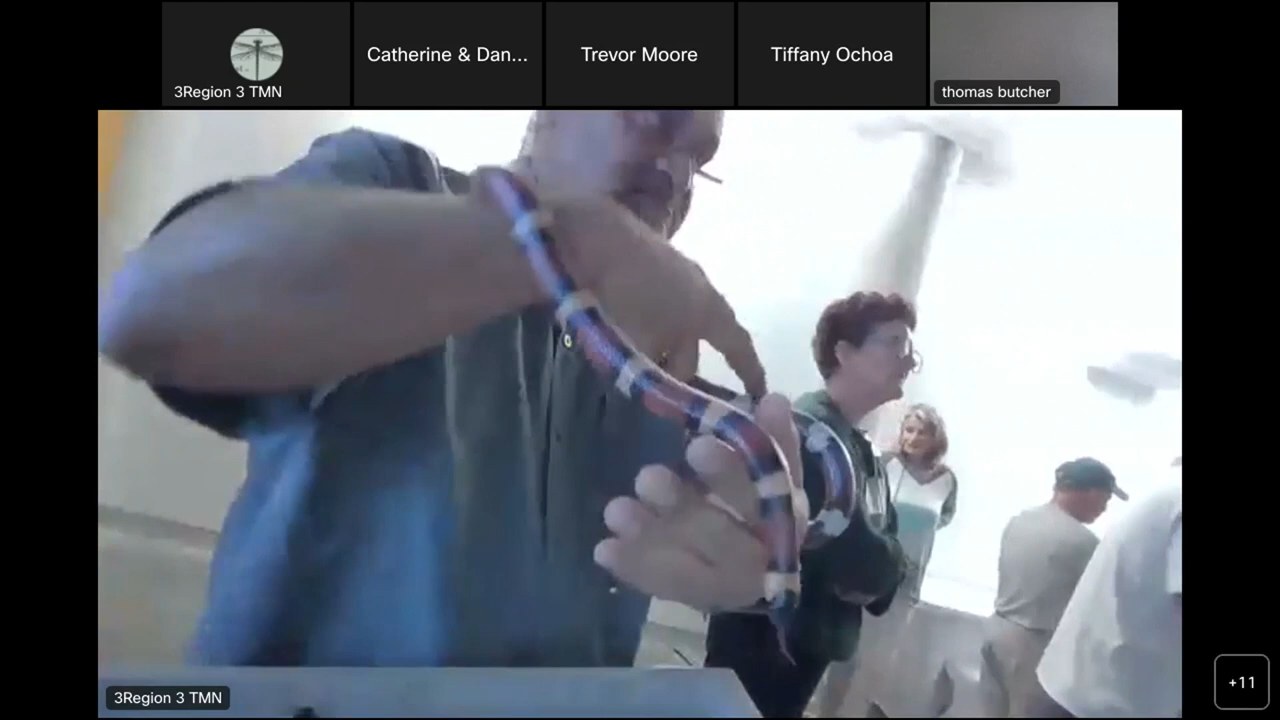 3Region 3 TMN
Catherine & Dan...
Trevor Moore
Tiffany Ochoa
thomas butcher
3Region 3 TMN
+11